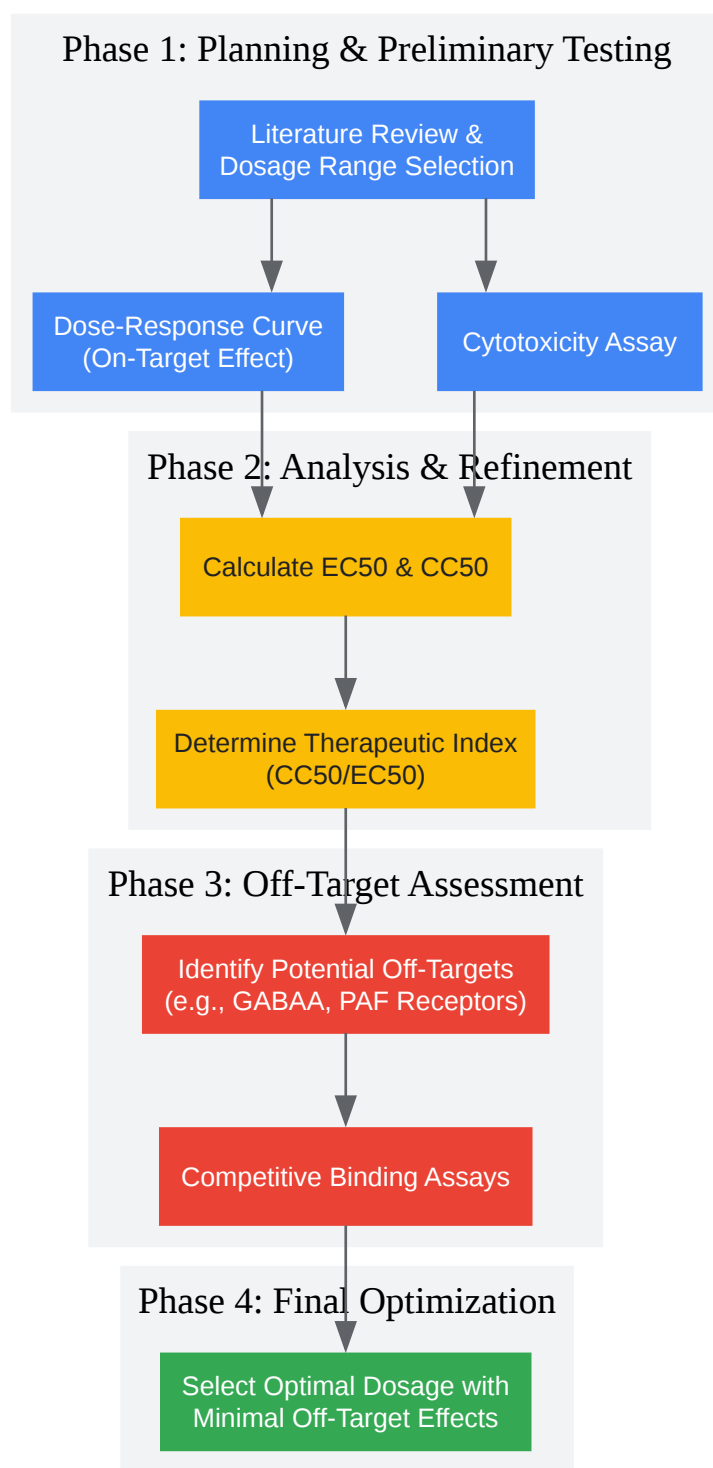 Phase 1: Planning & Preliminary Testing
Literature Review &
Dosage Range Selection
Dose-Response Curve
(On-Target Effect)
Cytotoxicity Assay
Phase 2: Analysis & Refinement
Calculate EC50 & CC50
Determine Therapeutic Index
(CC50/EC50)
Phase 3: Off-Target Assessment
Identify Potential Off-Targets
(e.g., GABAA, PAF Receptors)
Competitive Binding Assays
Phase 4: Final Optimization
Select Optimal Dosage with
Minimal Off-Target Effects